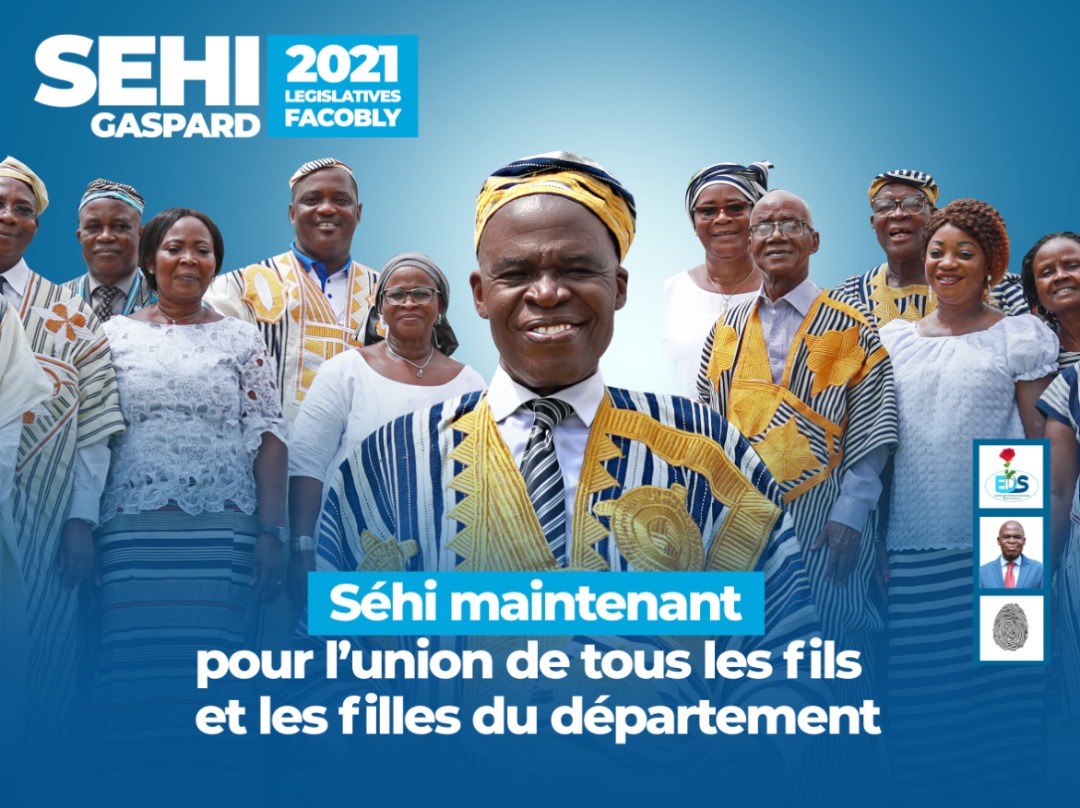 SEHI
GASPARD
2021
LEGISLATIVES
FACOBLY
EDS
Séhi maintenant
pour l’union de tous les fils
et les filles du département